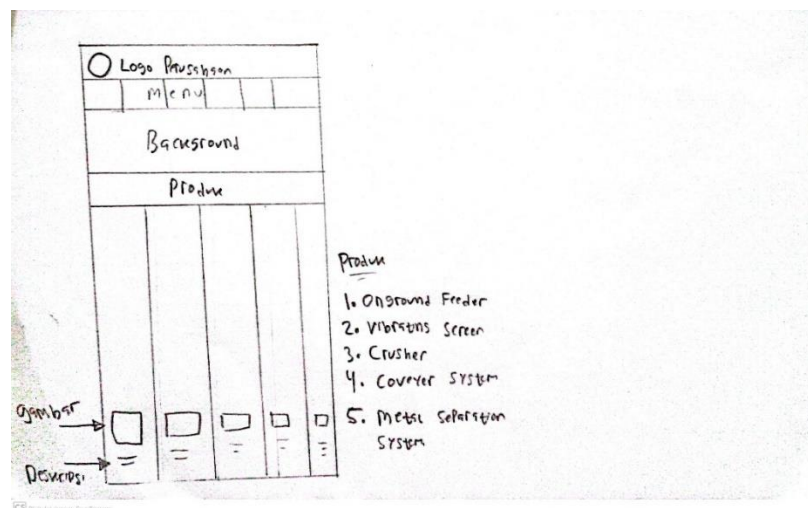 Logo Perusahaan
Menu
Background
Produk
Produk
1. Onground Feeder
2. Vibrating Screen
3. Crusher
4. Coveyer System
5. Metal Separation
System
Gambar
Deskripsi